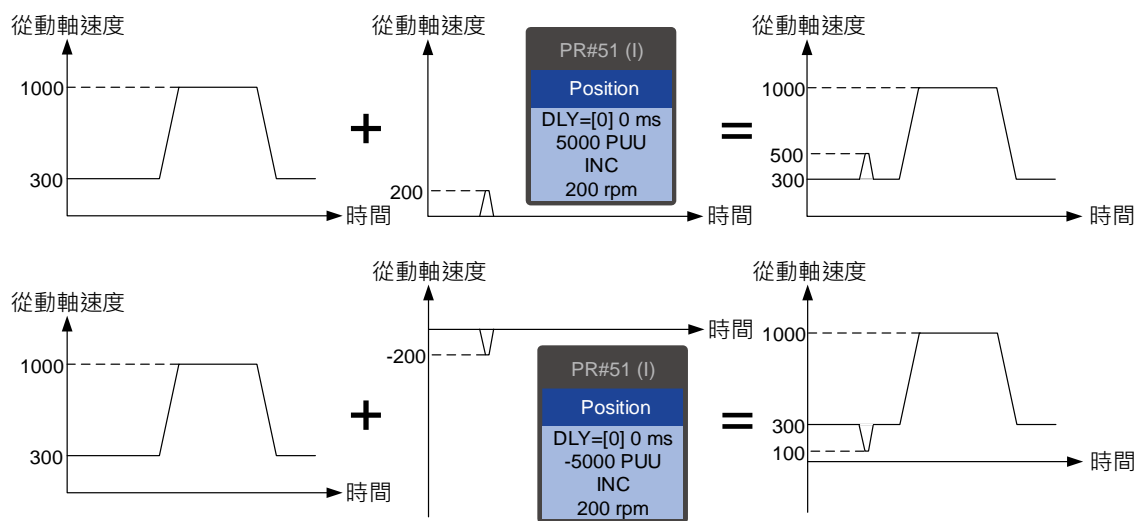 從動軸速度
1000
300
時間
+
從動軸速度
200
時間
PR#51 (I)
Position
DLY=[0] 0 ms
5000 PUU
INC
200 rpm
=
從動軸速度
1000
500
300
時間
從動軸速度
1000
300
時間
+
從動軸速度
-200
時間
PR#51 (I)
Position
DLY=[0] 0 ms
-5000 PUU
INC
200 rpm
=
從動軸速度
1000
300
100
時間